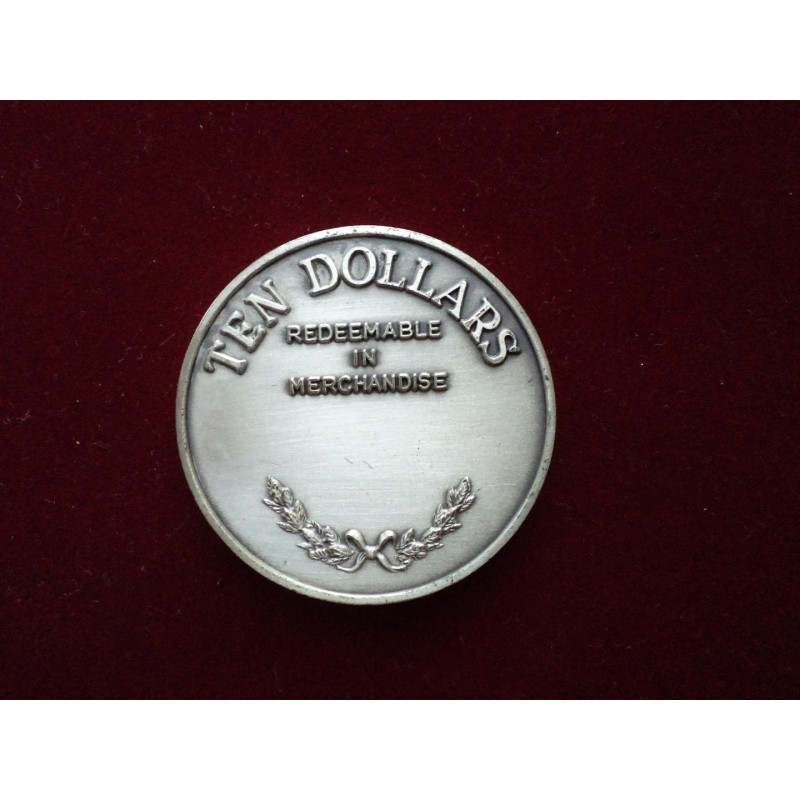 TEN DOLLARS
REDEEMABLE
IN
MERCHANDISE